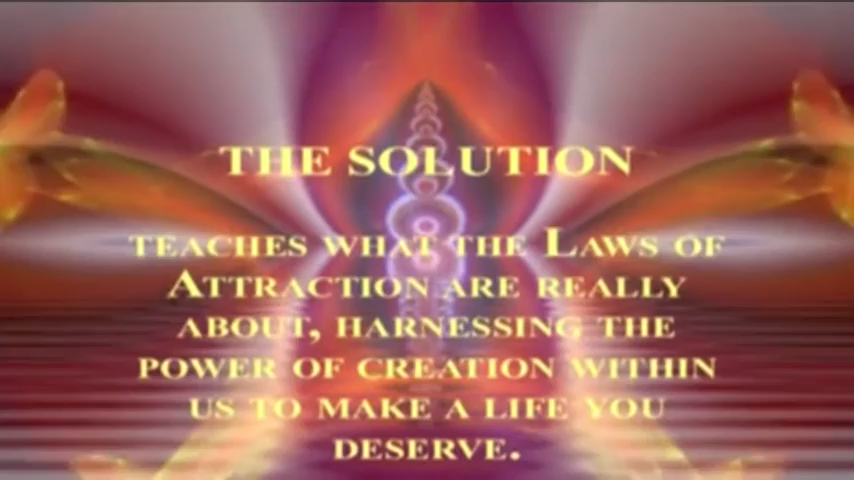 THE SOLUTION
TEACHES WHAT THE LAWS OF
ATTRACTION ARE REALLY
ABOUT, HARNESSING THE
POWER OF CREATION WITHIN
US TO MAKE A LIFE YOU
DESERVE.